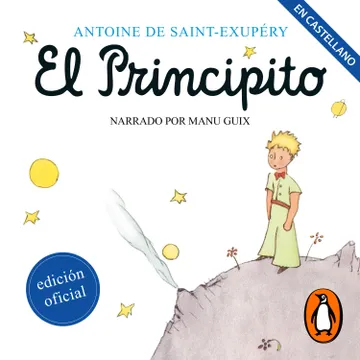 ANTOINE DE SAINT-EXUPÉRY
EN CASTELLANO
El Principito
NARRADO POR MANU GUIX
edición
oficial